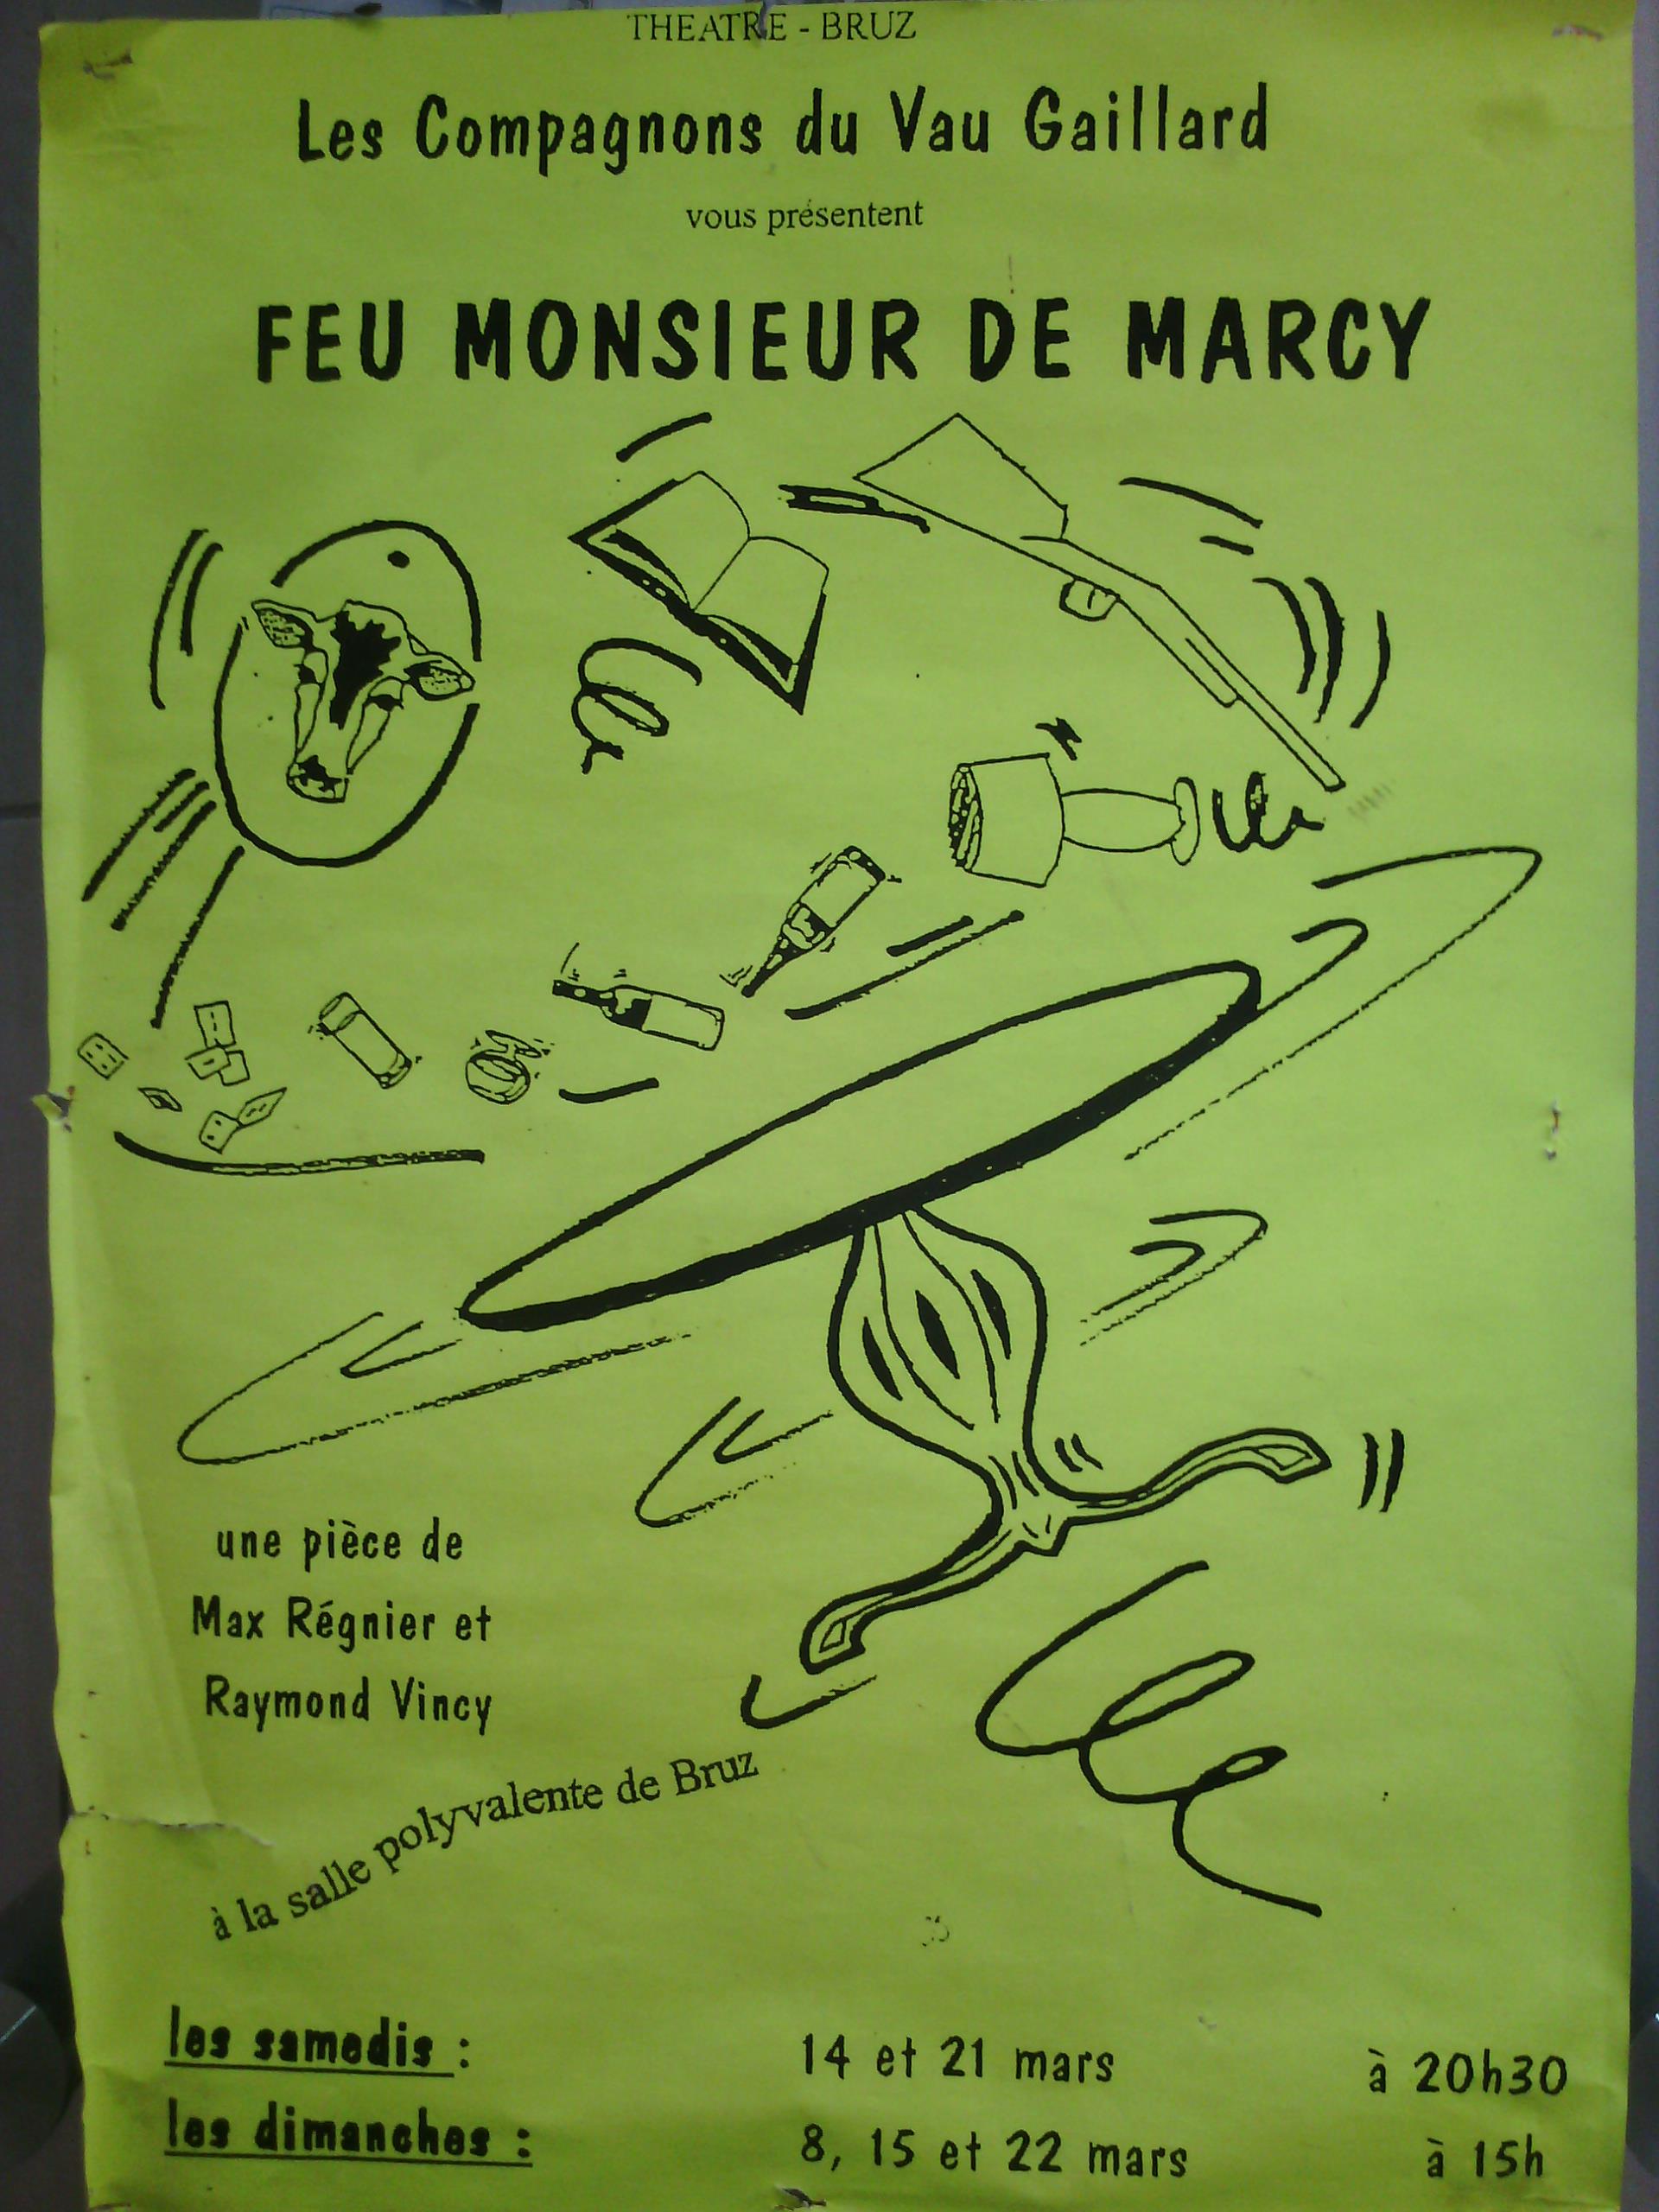 THEATRE - BRUZ
Les Compagnons du Vau Gaillard
vous présentent
FEU MONSIEUR DE MARCY
une pièce de
Max Régnier et
Raymond Vincy
à la salle polyvalente de Bruz
les samedis : 14 et 21 mars à 20h30
les dimanches : 8, 15 et 22 mars à 15h